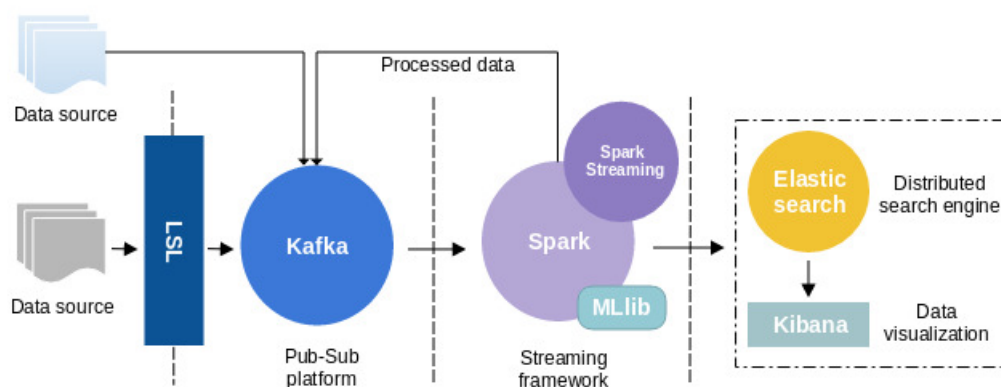 Data source
Processed data
LSL
Data source
Kafka
Pub-Sub
platform
Spark
Streaming
Spark
MLlib
Streaming
framework
Elastic
search
Distributed
search engine
Kibana
Data
visualization